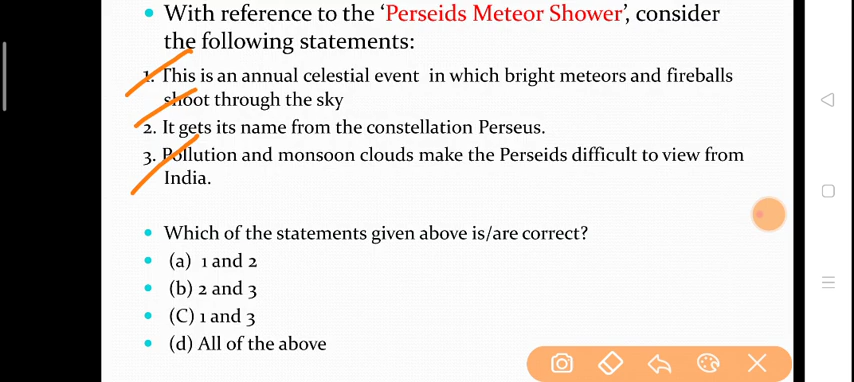 • With reference to the ‘Perseids Meteor Shower’, consider
the following statements:
1. This is an annual celestial event in which bright meteors and fireballs
shoot through the sky
2. It gets its name from the constellation Perseus.
3. Pollution and monsoon clouds make the Perseids difficult to view from
India.
• Which of the statements given above is/are correct?
• (a) 1 and 2
• (b) 2 and 3
• (C) 1 and 3
• (d) All of the above